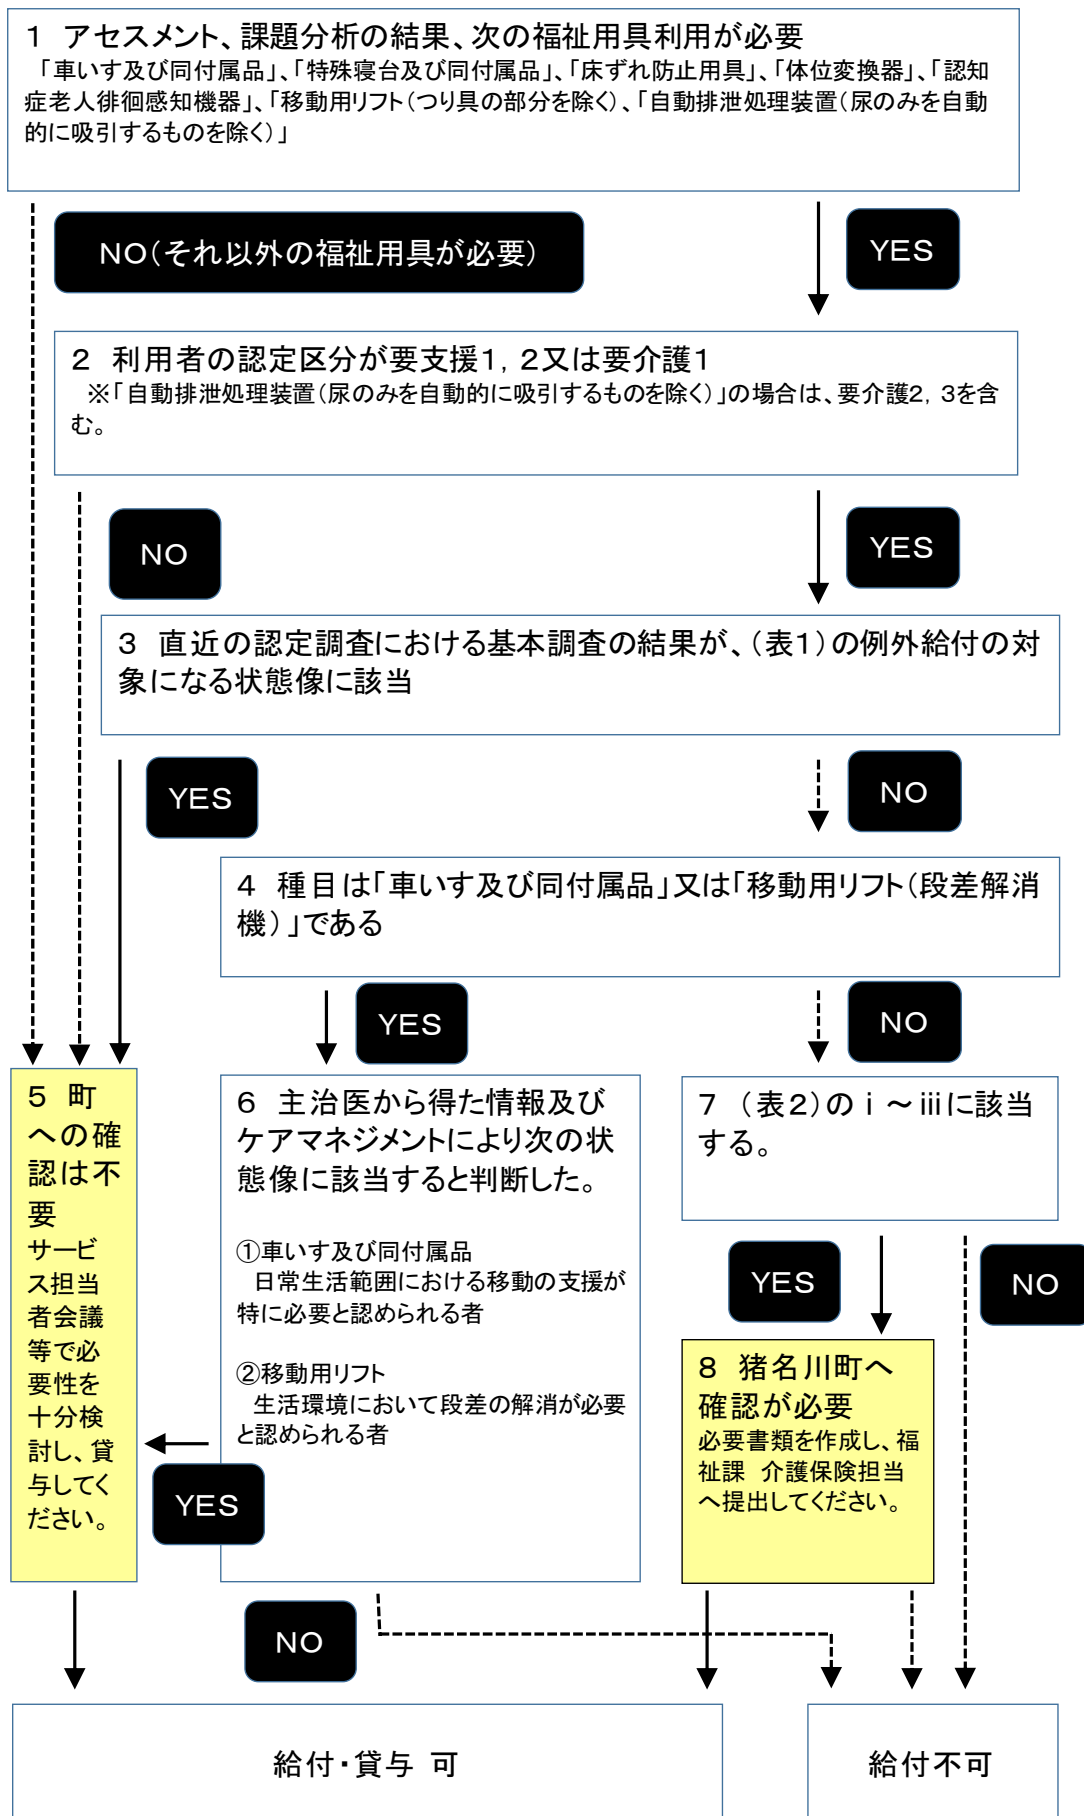 １　アセスメント、課題分析の結果、次の福祉用具利用が必要
「車いす及び同付属品」、「特殊寝台及び同付属品」、「床ずれ防止用具」、「体位変換器」、「認知
症老人徘徊感知機器」、「移動用リフト（つり具の部分を除く）、「自動排泄処理装置（尿のみを自動
的に吸引するものを除く）」
ＮＯ（それ以外の福祉用具が必要）
ＹＥＳ
２　利用者の認定区分が要支援１，２又は要介護１
※「自動排泄処理装置（尿のみを自動的に吸引するものを除く）」の場合は、要介護２，３を含
む。
ＮＯ
ＹＥＳ
３　直近の認定調査における基本調査の結果が、（表１）の例外給付の対
象になる状態像に該当
ＹＥＳ
ＮＯ
４　種目は「車いす及び同付属品」又は「移動用リフト（段差解消
機）」である
ＹＥＳ
ＮＯ
５　町
への確
認は不
要
サービ
ス担当
者会議
等で必
要性を
十分検
討し、貸
与してく
ださい。
６　主治医から得た情報及び
ケアマネジメントにより次の状
態像に該当すると判断した。
①車いす及び同付属品
日常生活範囲における移動の支援が
特に必要と認められる者
②移動用リフト
生活環境において段差の解消が必要
と認められる者
ＹＥＳ
ＮＯ
７　（表２）のⅰ～ⅲに該当
する。
ＹＥＳ
ＮＯ
８　猪名川町へ
確認が必要
必要書類を作成し、福
祉課　介護保険担当
へ提出してください。
給付・貸与　可
給付不可